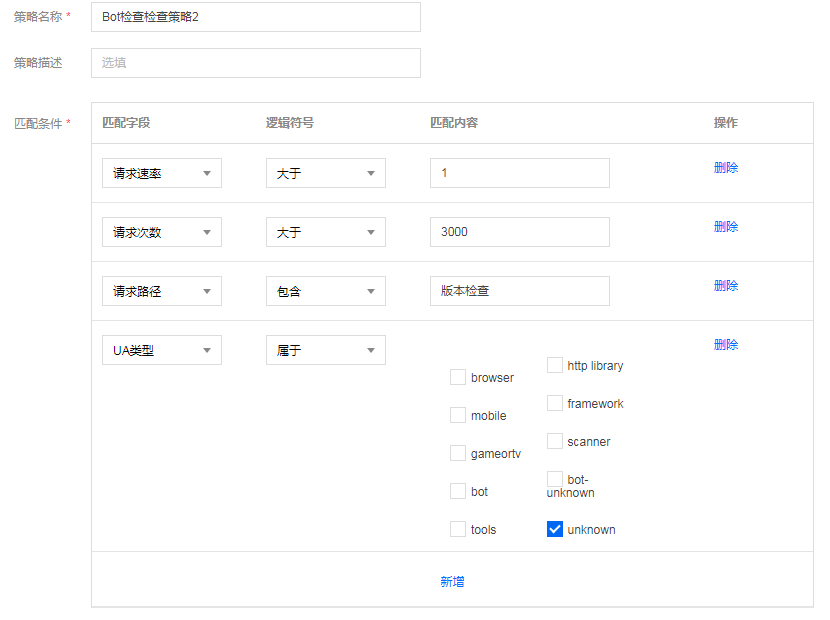 策略名称 * Bot检查检查策略2
策略描述 选填
匹配条件 * 匹配字段 逻辑符号 匹配内容 操作
请求速率 大于 1 删除
请求次数 大于 3000 删除
请求路径 包含 版本检查 删除
UA类型 属于 删除
browser
mobile
gameortv
bot
tools
http library
framework
scanner
bot-
unknown
unknown
新增